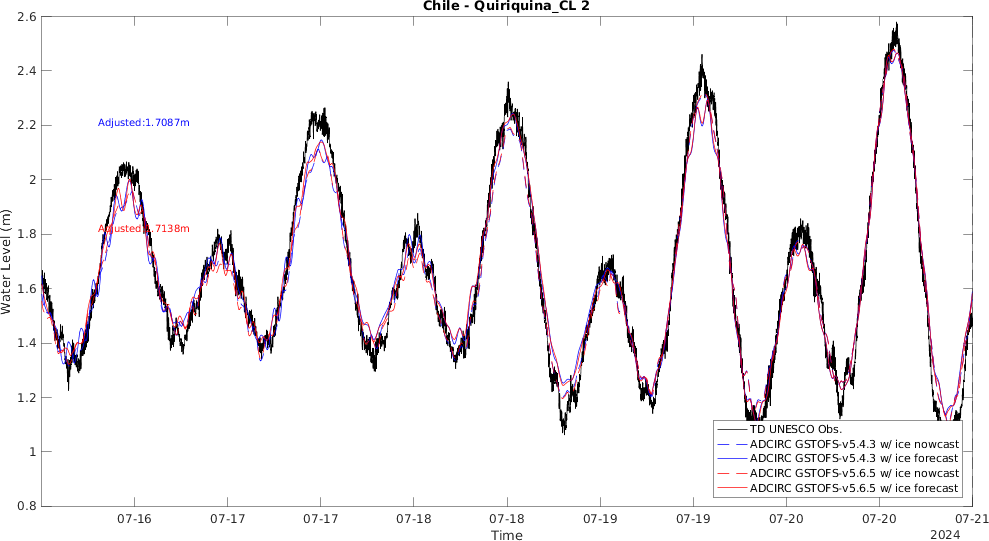 Chile - Quiriquina_CL 2
2.6
2.4
2.2
2
1.8
1.6
1.4
1.2
1
0.8
Water Level (m)
Adjusted:1.7087m
Adjusted:1.7138m
TD UNESCO Obs.
ADCIRC GSTOFS-v5.4.3 w/ ice nowcast
ADCIRC GSTOFS-v5.4.3 w/ ice forecast
ADCIRC GSTOFS-v5.6.5 w/ ice nowcast
ADCIRC GSTOFS-v5.6.5 w/ ice forecast
07-16 07-17 07-17 07-18 07-18 07-19 07-19 07-20 07-20 07-21
Time
2024